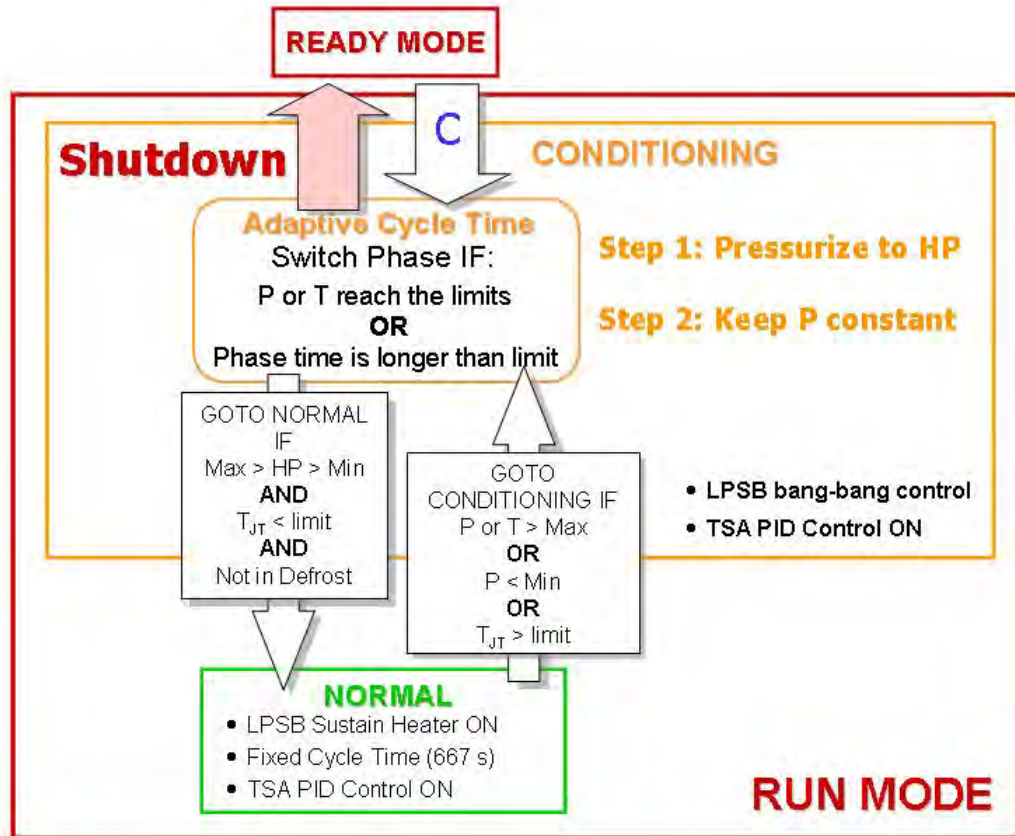 READY MODE
C
Shutdown
CONDITIONING
Adaptive Cycle Time
Switch Phase IF:
P or T reach the limits
OR
Phase time is longer than limit
Step 1: Pressurize to HP
Step 2: Keep P constant
GOTO NORMAL
IF
Max > HP > Min
AND
T_JT < limit
AND
Not in Defrost
GOTO
CONDITIONING IF
P or T > Max
OR
P < Min
OR
T_JT > limit
• LPSB bang-bang control
• TSA PID Control ON
NORMAL
• LPSB Sustain Heater ON
• Fixed Cycle Time (667 s)
• TSA PID Control ON
RUN MODE